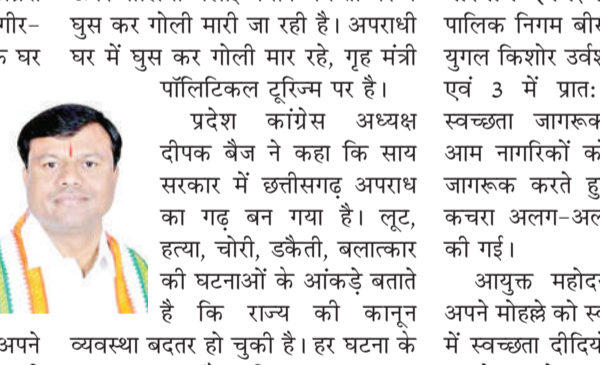 गीर–
घर
घुस कर गोली मारी जा रही है। अपराधी
घर में घुस कर गोली मार रहे, गृह मंत्री
पॉलिटिकल टूरिज्म पर है।
प्रदेश कांग्रेस अध्यक्ष
दीपक बैज ने कहा कि साय
सरकार में छत्तीसगढ़ अपराध
का गढ़ बन गया है। लूट,
हत्या, चोरी, डकैती, बलात्कार
की घटनाओं के आंकड़े बताते
है कि राज्य की कानून
व्यवस्था बदतर हो चुकी है। हर घटना के
अपने
पालिक निगम बीर
युगल किशोर उर्वश
एवं 3 में प्रात:
स्वच्छता जागरूक
आम नागरिकों को
जागरूक करते हु
कचरा अलग-अल
की गई।
आयुक्त महोद
अपने मोहल्ले को स्व
में स्वच्छता दीदियो